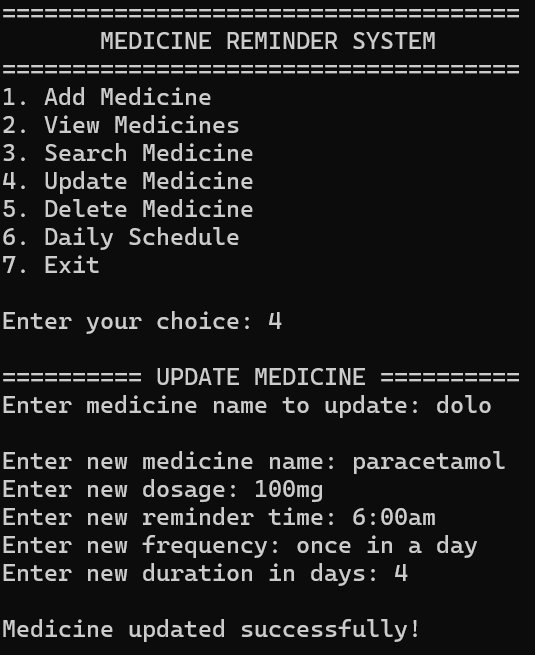 =====================================
MEDICINE REMINDER SYSTEM
=====================================
1. Add Medicine
2. View Medicines
3. Search Medicine
4. Update Medicine
5. Delete Medicine
6. Daily Schedule
7. Exit
Enter your choice: 4
========== UPDATE MEDICINE ==========
Enter medicine name to update: dolo
Enter new medicine name: paracetamol
Enter new dosage: 100mg
Enter new reminder time: 6:00am
Enter new frequency: once in a day
Enter new duration in days: 4
Medicine updated successfully!